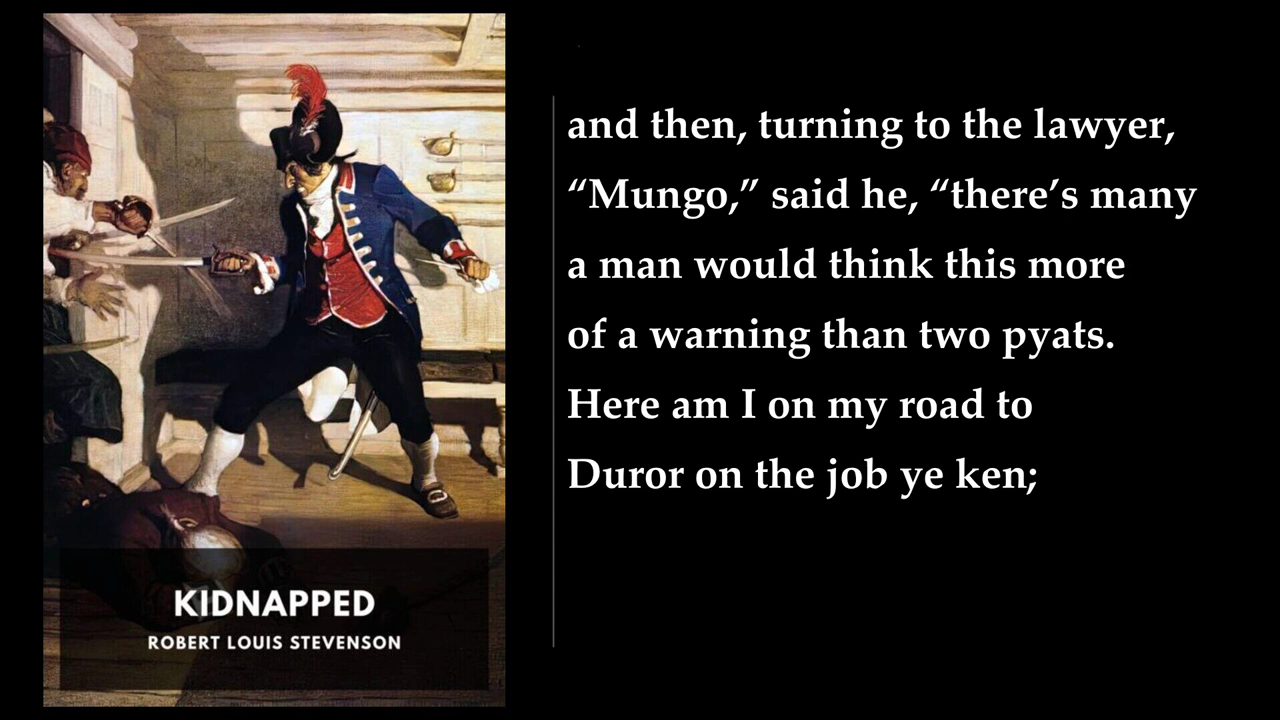 and then, turning to the lawyer,
“Mungo,” said he, “there’s many
a man would think this more
of a warning than two pyats.
Here am I on my road to
Duror on the job ye ken;
KIDNAPPED
ROBERT LOUIS STEVENSON